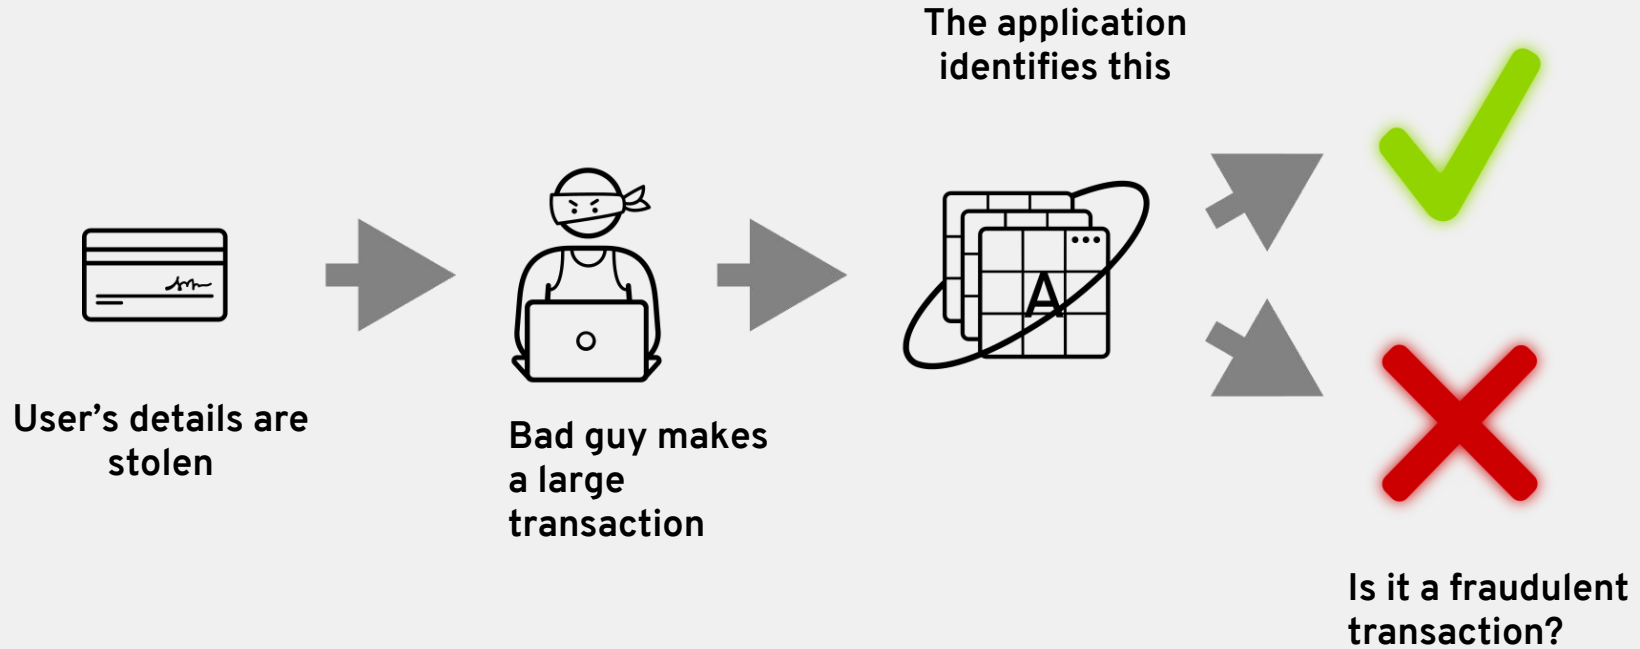 The application
identifies this
A
User’s details are
stolen
Bad guy makes
a large
transaction
Is it a fraudulent
transaction?